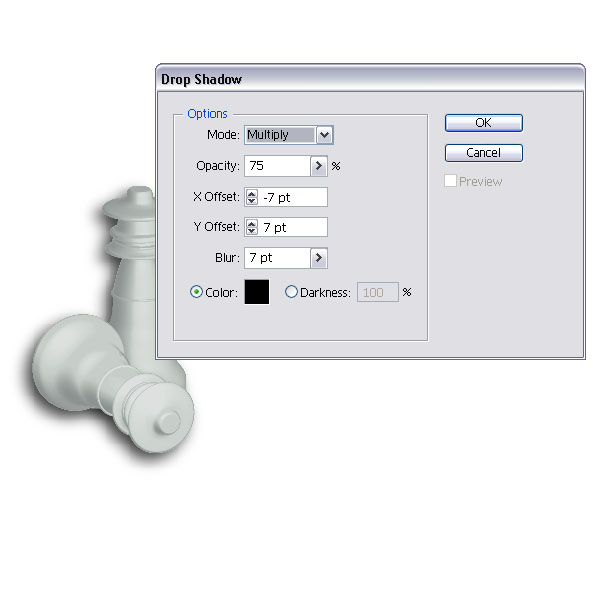 Drop Shadow
Options
Mode: Multiply
OK
Opacity: 75 %
Cancel
Preview
X Offset: -7 pt
Y Offset: 7 pt
Blur: 7 pt
Color: Darkness: 100 %